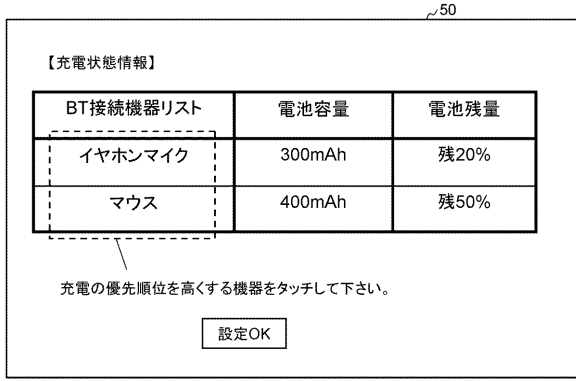 50
【充電状態情報】
BT接続機器リスト 電池容量 電池残量
イヤホンマイク 300mAh 残20%
マウス 400mAh 残50%
充電の優先順位を高くする機器をタッチして下さい。
設定OK